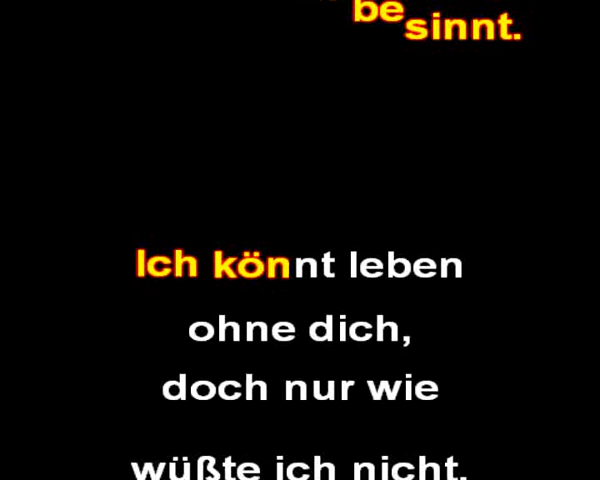 besinnt.
Ich könnt leben
ohne dich,
doch nur wie
wüßte ich nicht.